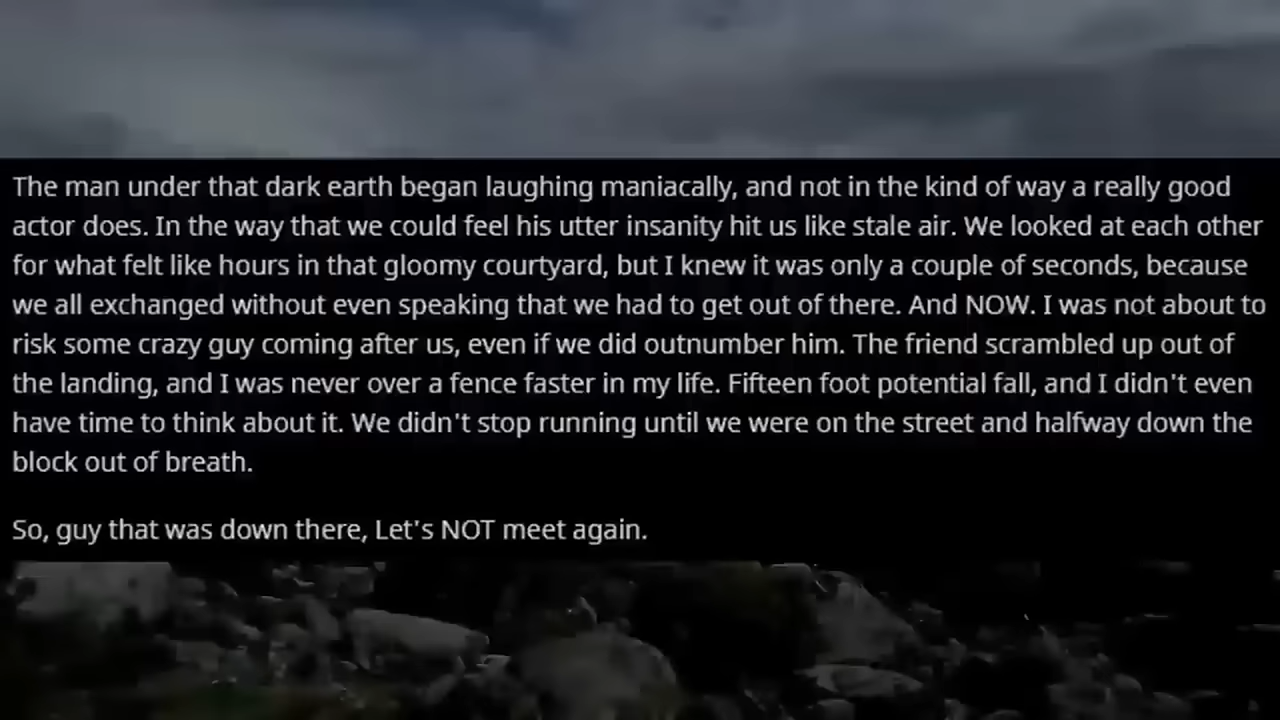 The man under that dark earth began laughing maniacally, and not in the kind of way a really good
actor does. In the way that we could feel his utter insanity hit us like stale air. We looked at each other
for what felt like hours in that gloomy courtyard, but I knew it was only a couple of seconds, because
we all exchanged without even speaking that we had to get out of there. And NOW. I was not about to
risk some crazy guy coming after us, even if we did outnumber him. The friend scrambled up out of
the landing, and I was never over a fence faster in my life. Fifteen foot potential fall, and I didn't even
have time to think about it. We didn't stop running until we were on the street and halfway down the
block out of breath.
So, guy that was down there, Let's NOT meet again.